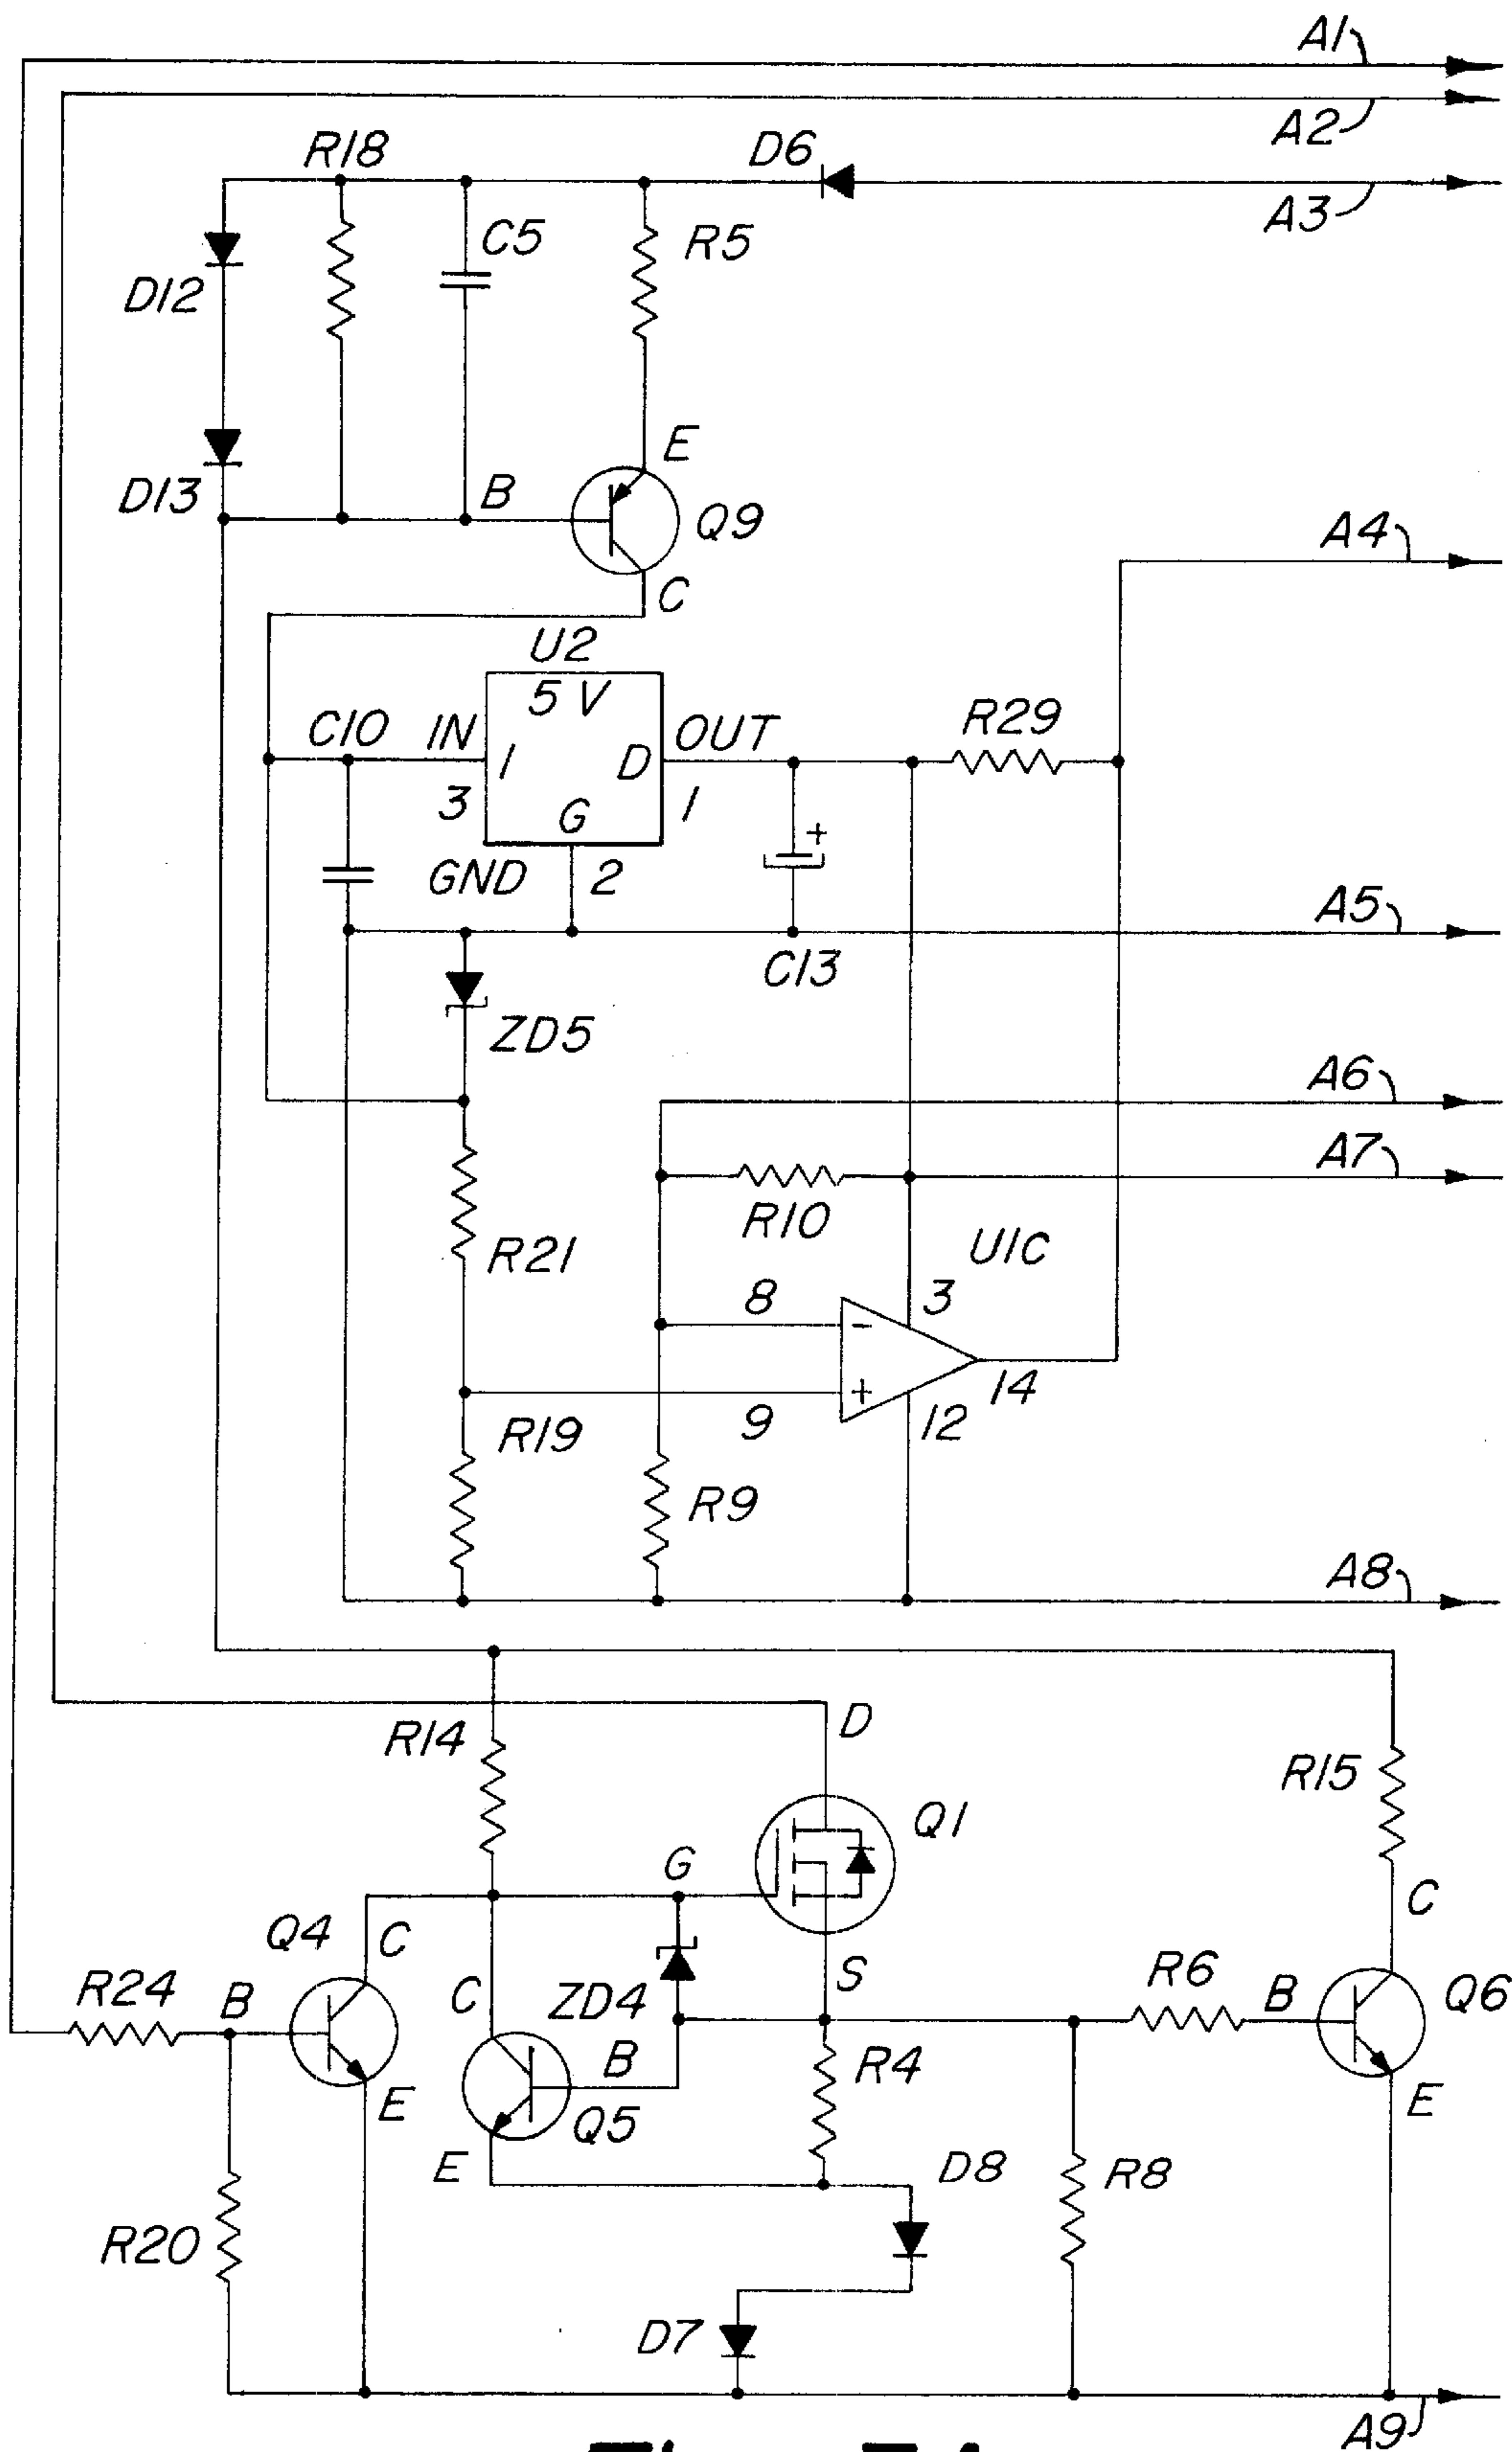 A1
A2
R18
D6
A3
C5
R5
D12
E
D13
B
Q9
A4
C
U2
5 V
C10
IN
OUT
R29
I
D
3
G
1
GND
2
A5
C13
ZD5
A6
A7
R10
R21
U1C
8
3
-
+
14
R19
9
12
R9
A8
D
R14
R15
Q1
G
C
Q4
C
S
R6
R24
B
C
ZD4
B
Q6
B
R4
E
Q5
E
E
D8
R8
R20
D7
A9